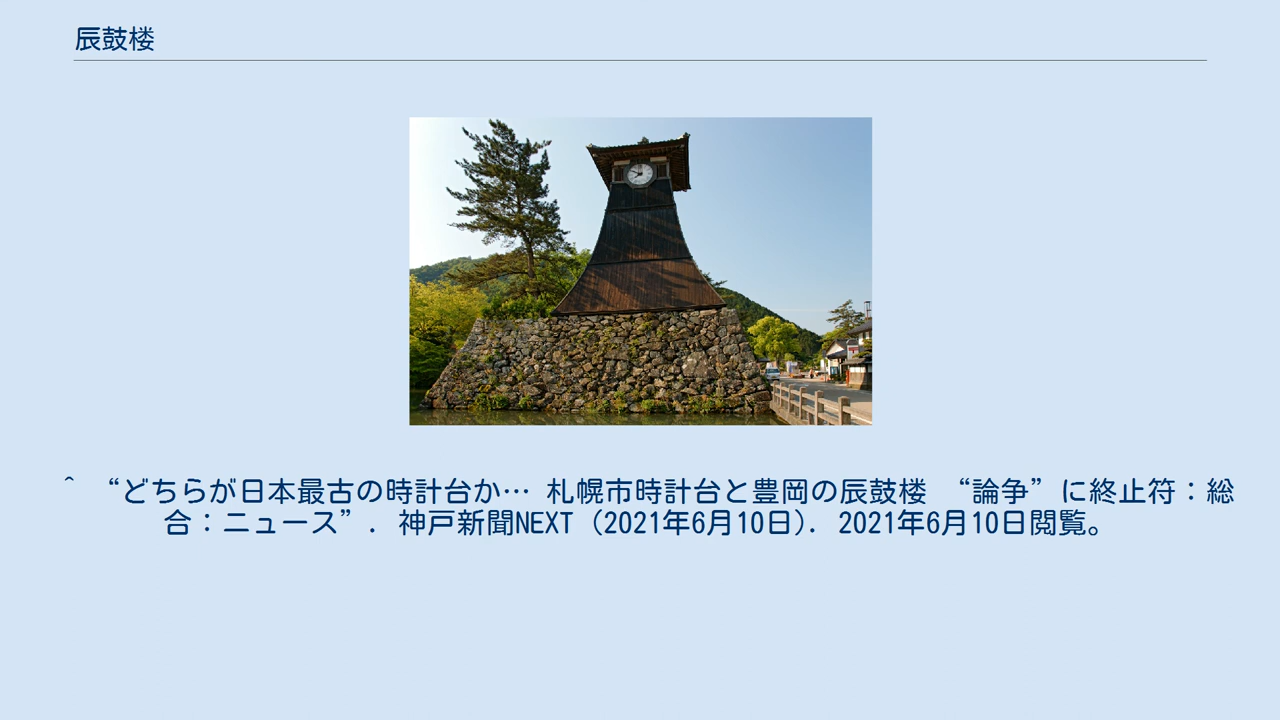 辰鼓楼
^ “どちらが日本最古の時計台か… 札幌市時計台と豊岡の辰鼓楼 “論争”に終止符：総
合：ニュース”. 神戸新聞NEXT (2021年6月10日). 2021年6月10日閲覧。